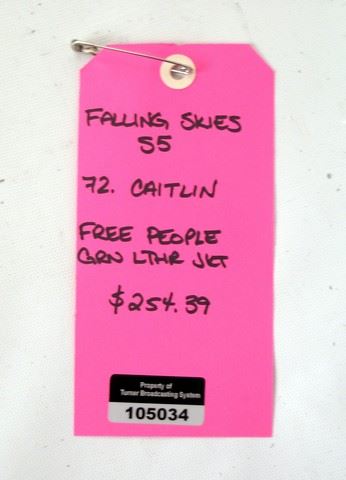 FALLING SKIES
S5
72. CAITLIN
FREE PEOPLE
GRN LTHR JKT
$254.39
Property of
Turner Broadcasting System
105034